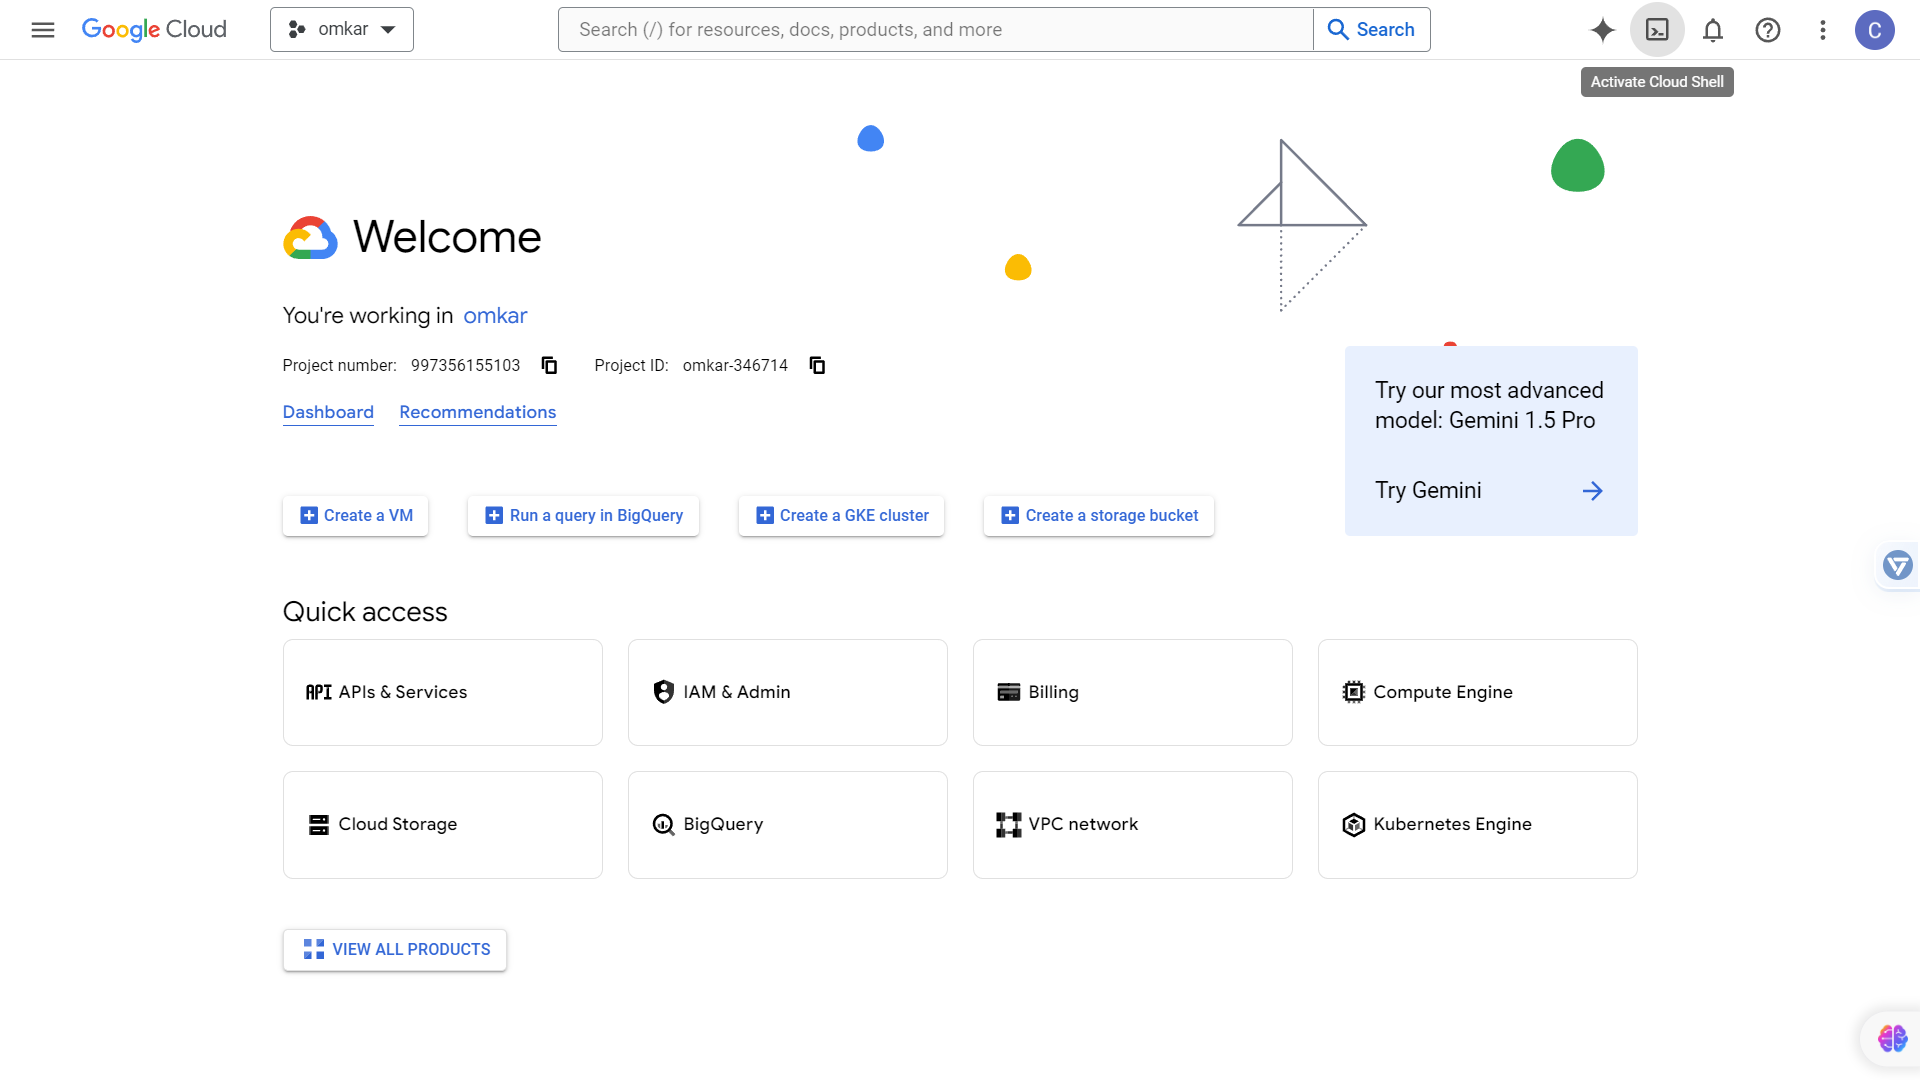 Google Cloud
omkar
Search (/) for resources, docs, products, and more
Search
C
Activate Cloud Shell
Welcome
You're working in omkar
Project number: 997356155103 Project ID: omkar-346714
Dashboard Recommendations
Try our most advanced
model: Gemini 1.5 Pro
Try Gemini
Create a VM
Run a query in BigQuery
Create a GKE cluster
Create a storage bucket
Quick access
API APIs & Services
IAM & Admin
Billing
Compute Engine
Cloud Storage
BigQuery
VPC network
Kubernetes Engine
VIEW ALL PRODUCTS